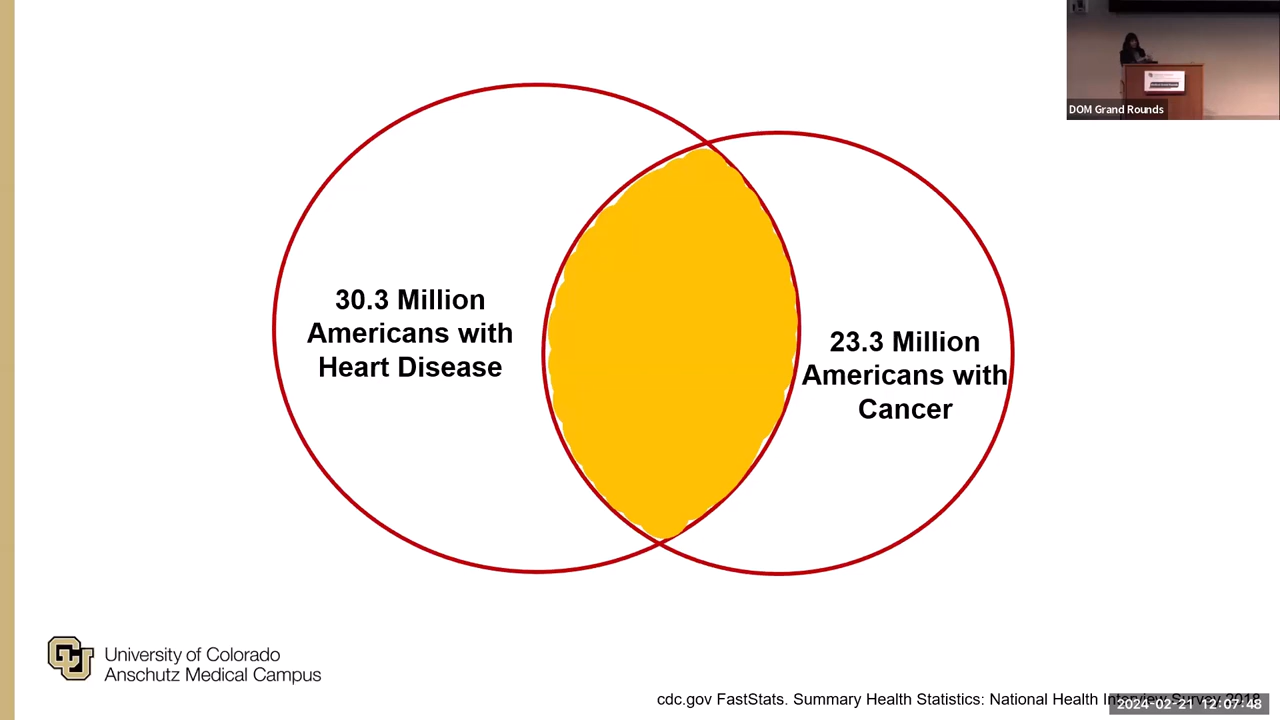 DOM Grand Rounds
30.3 Million
Americans with
Heart Disease
23.3 Million
Americans with
Cancer
University of Colorado
Anschutz Medical Campus
cdc.gov FastStats. Summary Health Statistics: National Health Interview Survey 2018
2024-02-21 12:07:48